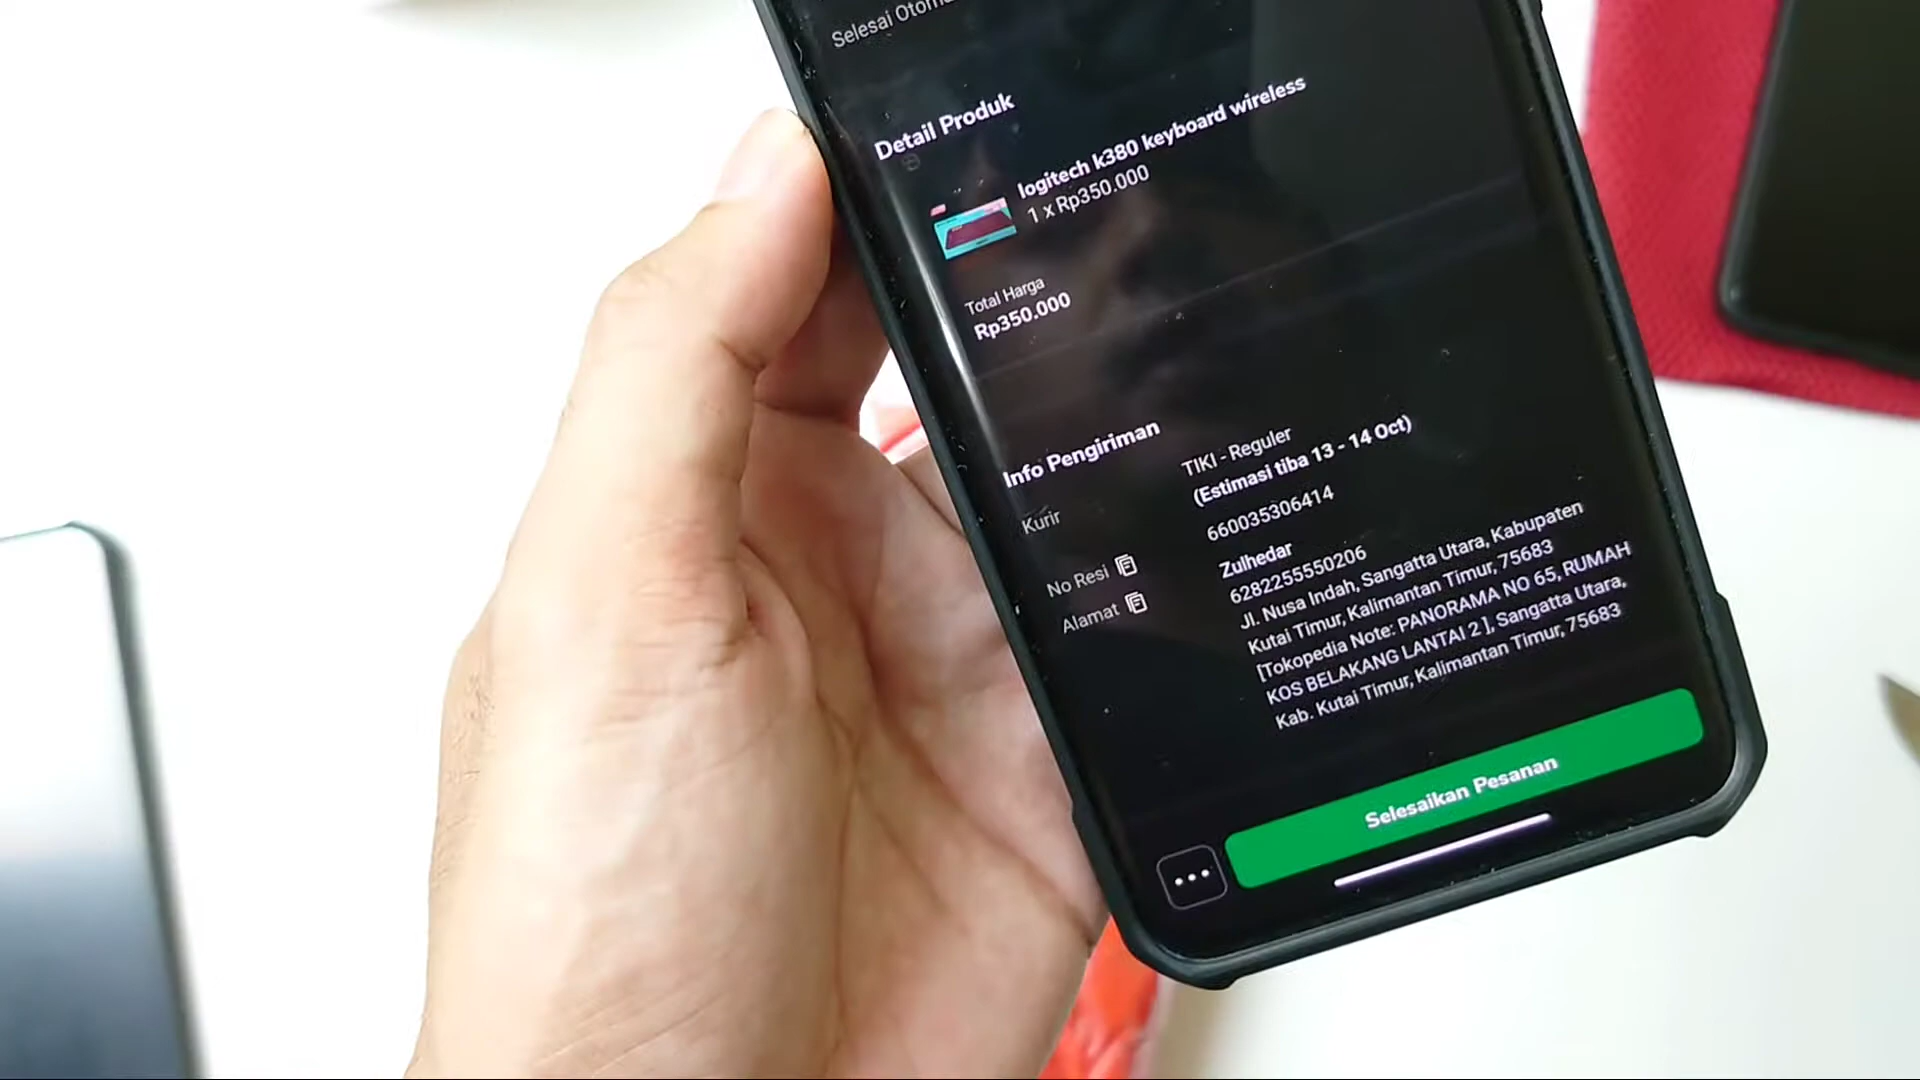 Selesai Otoma
Detail Produk
logitech k380 keyboard wireless
1 x Rp350.000
Total Harga
Rp350.000
Info Pengiriman
Kurir
TIKI - Reguler
(Estimasi tiba 13 - 14 Oct)
No Resi
660035306414
Alamat
Zulhedar
6282255550206
Jl. Nusa Indah, Sangatta Utara, Kabupaten
Kutai Timur, Kalimantan Timur, 75683
[Tokopedia Note: PANORAMA NO 65, RUMAH
KOS BELAKANG LANTAI 2 ], Sangatta Utara,
Kab. Kutai Timur, Kalimantan Timur, 75683
Selesaikan Pesanan